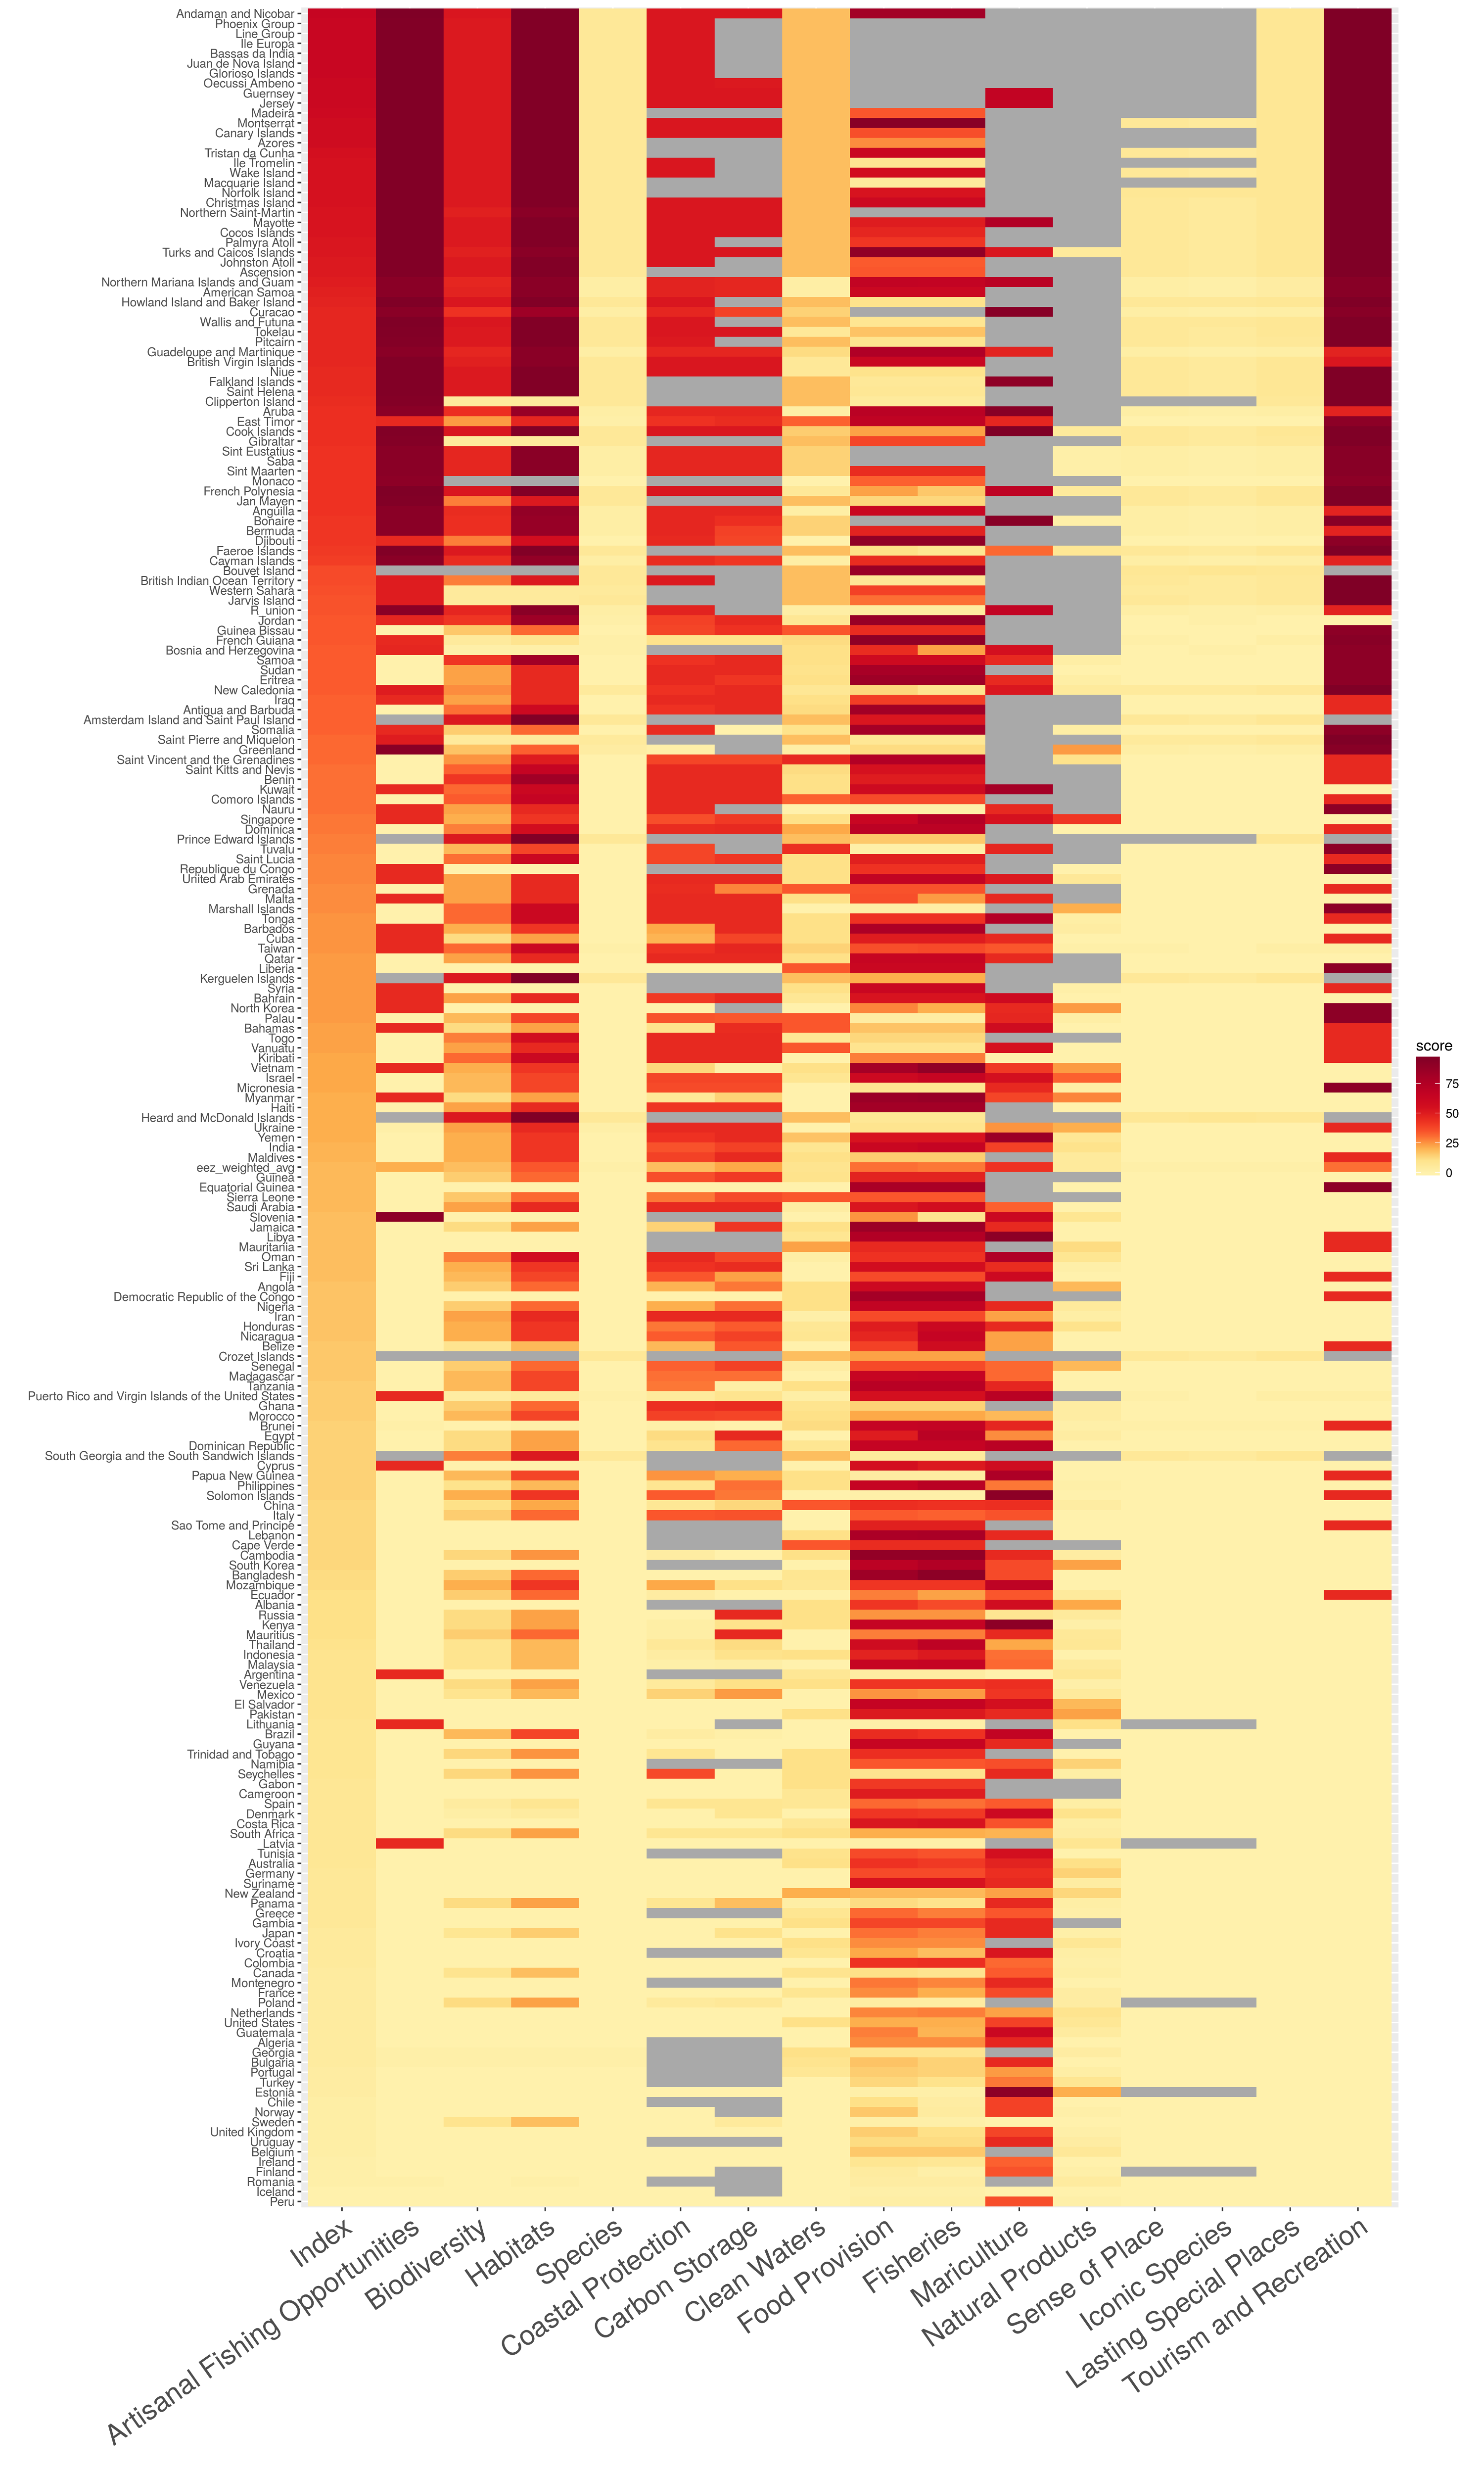 Andaman and Nicobar
Phoenix Group
Line Group
Ile Europa
Bassas da India
Juan de Nova Island
Glorioso Islands
Oecussi Ambeno
Guernsey
Jersey
Madeira
Montserrat
Canary Islands
Azores
Tristan da Cunha
Ile Tromelin
Wake Island
Macquarie Island
Norfolk Island
Christmas Island
Northern Saint-Martin
Mayotte
Cocos Islands
Palmyra Atoll
Turks and Caicos Islands
Johnston Atoll
Ascension
Northern Mariana Islands and Guam
American Samoa
Howland Island and Baker Island
Curacao
Wallis and Futuna
Tokelau
Pitcairn
Guadeloupe and Martinique
British Virgin Islands
Niue
Falkland Islands
Saint Helena
Clipperton Island
Aruba
East Timor
Cook Islands
Gibraltar
Sint Eustatius
Saba
Sint Maarten
Monaco
French Polynesia
Jan Mayen
Anguilla
Bonaire
Bermuda
Djibouti
Faeroe Islands
Cayman Islands
Bouvet Island
British Indian Ocean Territory
Western Sahara
Jarvis Island
R_union
Jordan
Guinea Bissau
French Guiana
Bosnia and Herzegovina
Samoa
Sudan
Eritrea
New Caledonia
Iraq
Antigua and Barbuda
Amsterdam Island and Saint Paul Island
Somalia
Saint Pierre and Miquelon
Greenland
Saint Vincent and the Grenadines
Saint Kitts and Nevis
Benin
Kuwait
Comoro Islands
Nauru
Singapore
Dominica
Prince Edward Islands
Tuvalu
Saint Lucia
Republique du Congo
United Arab Emirates
Grenada
Malta
Marshall Islands
Tonga
Barbados
Cuba
Taiwan
Qatar
Liberia
Kerguelen Islands
Syria
Bahrain
North Korea
Palau
Bahamas
Togo
Vanuatu
Kiribati
Vietnam
Israel
Micronesia
Myanmar
Haiti
Heard and McDonald Islands
Ukraine
Yemen
India
Maldives
eez_weighted_avg
Guinea
Equatorial Guinea
Sierra Leone
Saudi Arabia
Slovenia
Jamaica
Libya
Mauritania
Oman
Sri Lanka
Fiji
Angola
Democratic Republic of the Congo
Nigeria
Iran
Honduras
Nicaragua
Belize
Crozet Islands
Senegal
Madagascar
Tanzania
Puerto Rico and Virgin Islands of the United States
Ghana
Morocco
Brunei
Egypt
Dominican Republic
South Georgia and the South Sandwich Islands
Cyprus
Papua New Guinea
Philippines
Solomon Islands
China
Italy
Sao Tome and Principe
Lebanon
Cape Verde
Cambodia
South Korea
Bangladesh
Mozambique
Ecuador
Albania
Russia
Kenya
Mauritius
Thailand
Indonesia
Malaysia
Argentina
Venezuela
Mexico
El Salvador
Pakistan
Lithuania
Brazil
Guyana
Trinidad and Tobago
Namibia
Seychelles
Gabon
Cameroon
Spain
Denmark
Costa Rica
South Africa
Latvia
Tunisia
Australia
Germany
Suriname
New Zealand
Panama
Greece
Gambia
Japan
Ivory Coast
Croatia
Colombia
Canada
Montenegro
France
Poland
Netherlands
United States
Guatemala
Algeria
Georgia
Bulgaria
Portugal
Turkey
Estonia
Chile
Norway
Sweden
United Kingdom
Uruguay
Belgium
Ireland
Finland
Romania
Iceland
Peru
Index
Artisanal Fishing Opportunities
Biodiversity
Habitats
Species
Coastal Protection
Carbon Storage
Clean Waters
Food Provision
Fisheries
Mariculture
Natural Products
Sense of Place
Iconic Species
Lasting Special Places
Tourism and Recreation
score
75
50
25
0